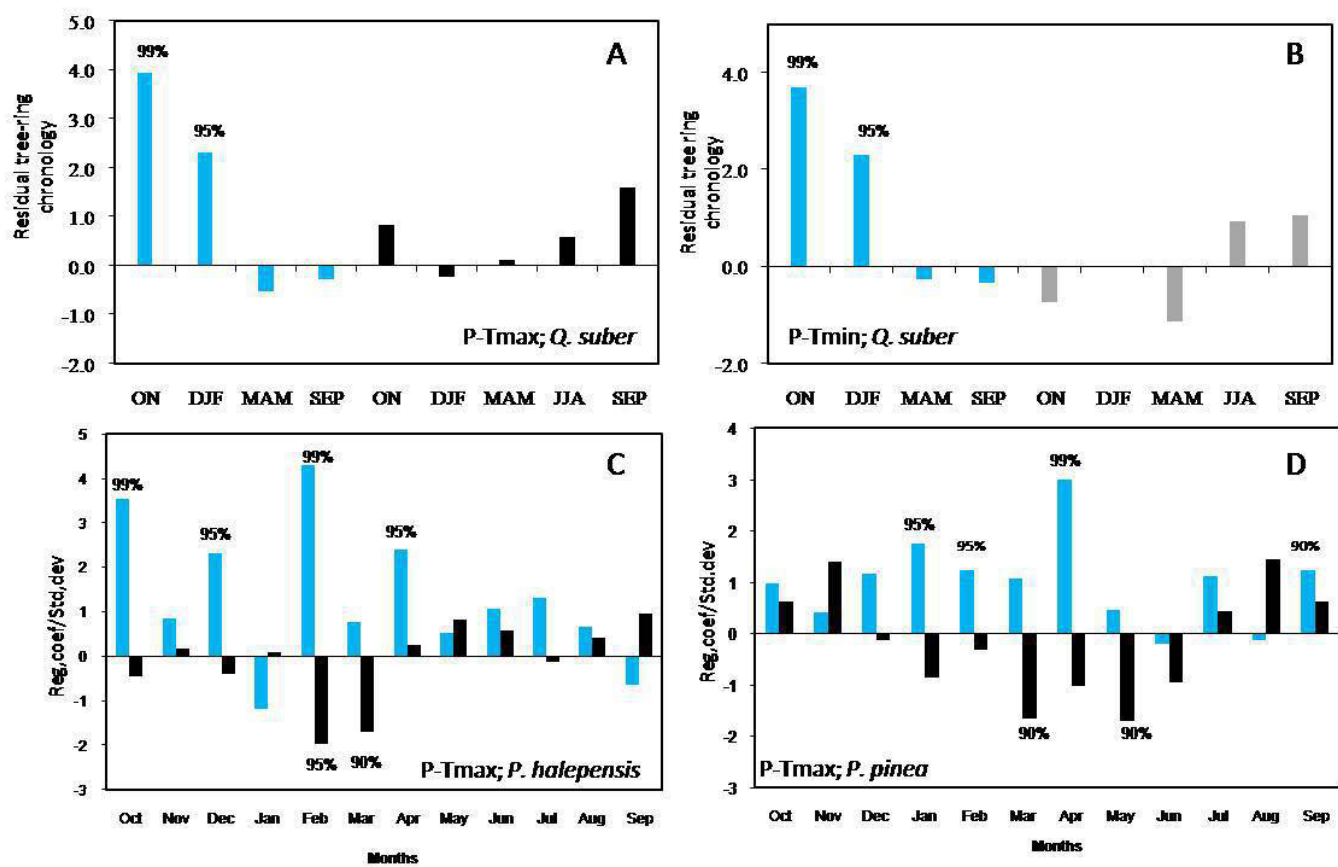 5.0
4.0
3.0
2.0
1.0
0.0
-1.0
-2.0
Residual tree-ring
chronology
99%
95%
A
P-Tmax; Q. suber
ON DJF MAM SEP ON DJF MAM JJA SEP
4.0
2.0
0.0
-2.0
Residual tree ring
chronology
99%
95%
B
P-Tmin; Q. suber
ON DJF MAM SEP ON DJF MAM JJA SEP
5
4
3
2
1
0
-1
-2
-3
Reg,coef/Std,dev
99%
95%
99%
95%
95%
90%
C
P-Tmax; P. halepensis
Oct Nov Dec Jan Feb Mar Apr May Jun Jul Aug Sep
Months
4
3
2
1
0
-1
-2
-3
Reg,coef/Std.dev
95%
95%
99%
90%
90%
90%
D
P-Tmax; P. pinea
Oct Nov Dec Jan Feb Mar Apr May Jun Jul Aug Sep
Months